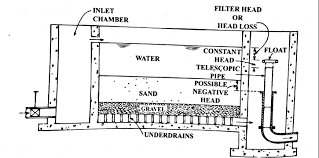 INLET
CHAMBER
FILTER HEAD
OR
HEAD LOSS
CONSTANT
HEAD
FLOAT
TELESCOPIC
PIPE
WATER
POSSIBLE
NEGATIVE
HEAD
SAND
GRAVEL
UNDERDRAINS